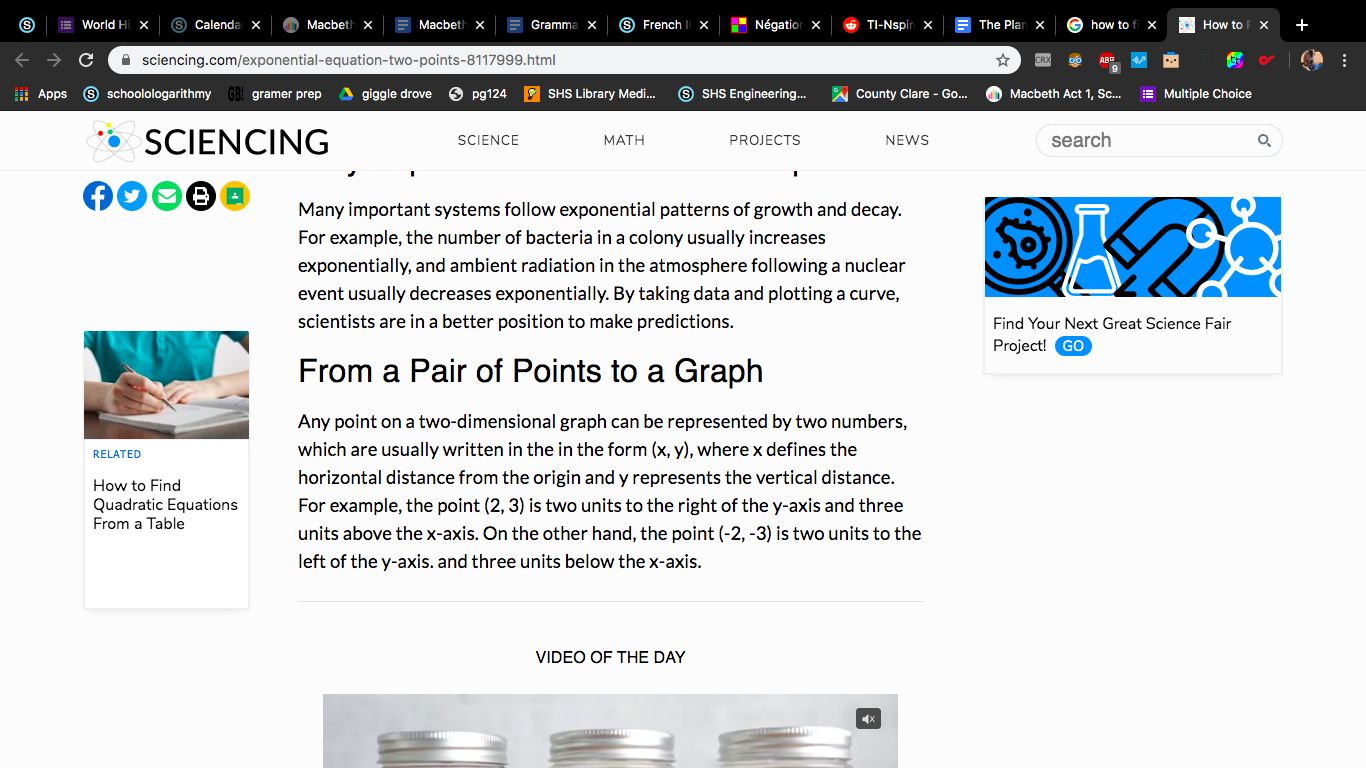 World Hi
Calenda
Macbeth
Macbeth
Gramma
French I
Négation
TI-Nspir
The Plan
how to f
How to F
sciencing.com/exponential-equation-two-points-8117999.html
CRX
ABP
9
Apps
schoolologarithmy
GB!
gramer prep
giggle drove
pg124
SHS Library Medi...
SHS Engineering...
County Clare - Go...
Macbeth Act 1, Sc...
Multiple Choice
SCIENCING
SCIENCE
MATH
PROJECTS
NEWS
search
Many important systems follow exponential patterns of growth and decay.
For example, the number of bacteria in a colony usually increases
exponentially, and ambient radiation in the atmosphere following a nuclear
event usually decreases exponentially. By taking data and plotting a curve,
scientists are in a better position to make predictions.
From a Pair of Points to a Graph
Any point on a two-dimensional graph can be represented by two numbers,
which are usually written in the in the form (x, y), where x defines the
horizontal distance from the origin and y represents the vertical distance.
For example, the point (2, 3) is two units to the right of the y-axis and three
units above the x-axis. On the other hand, the point (-2, -3) is two units to the
left of the y-axis. and three units below the x-axis.
VIDEO OF THE DAY
RELATED
How to Find
Quadratic Equations
From a Table
Find Your Next Great Science Fair
Project! GO